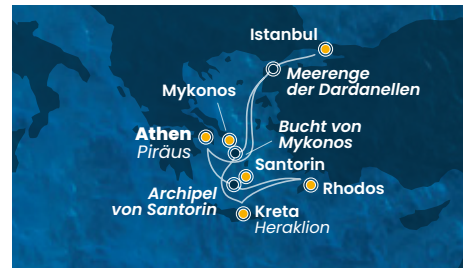 Istanbul
Meerenge
der Dardanellen
Mykonos
Bucht von
Mykonos
Athen
Piräus
Santorin
Rhodos
Archipel
von Santorin
Kreta
Heraklion